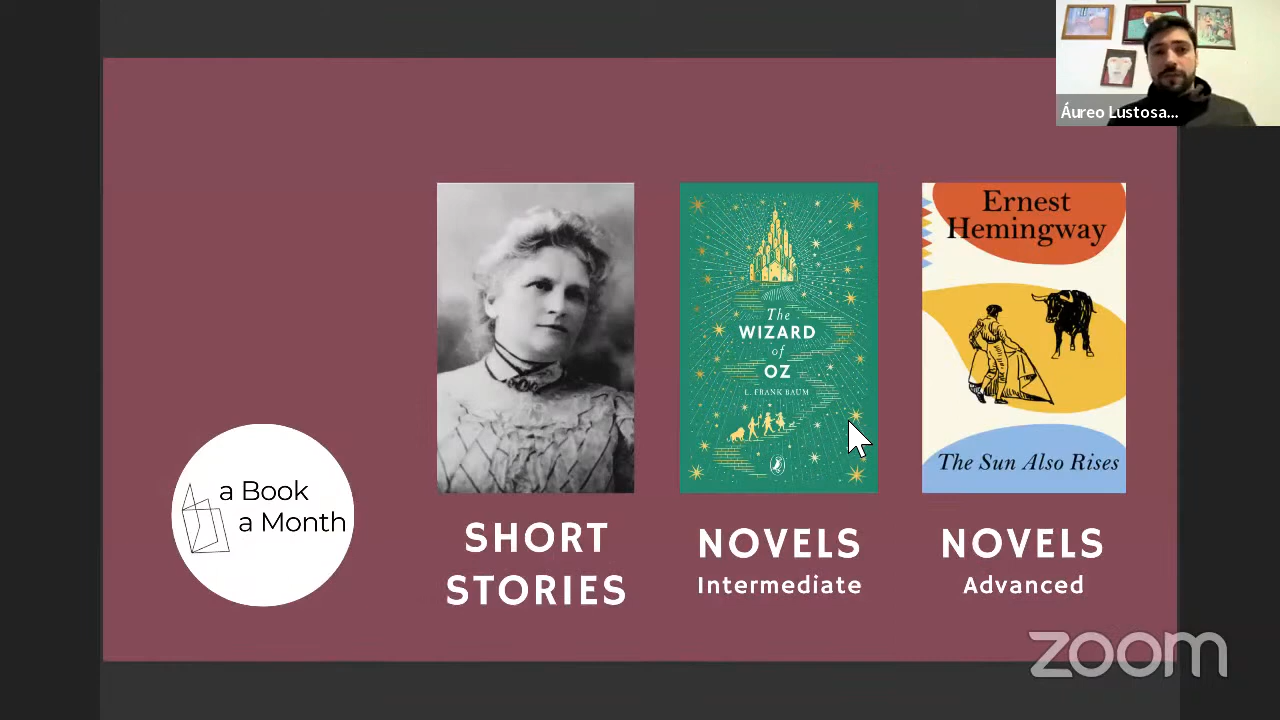 Áureo Lustosa...
Ernest
Hemingway
The
WIZARD
of
OZ
L. FRANK BAUM
The Sun Also Rises
a Book
a Month
SHORT
STORIES
NOVELS
Intermediate
NOVELS
Advanced
zoom